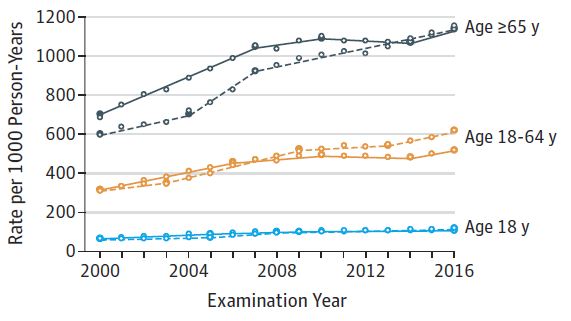 Rate per 1000 Person-Years
1200
1000
800
600
400
200
0
Age ≥65 y
Age 18-64 y
Age 18 y
2000 2004 2008 2012 2016
Examination Year